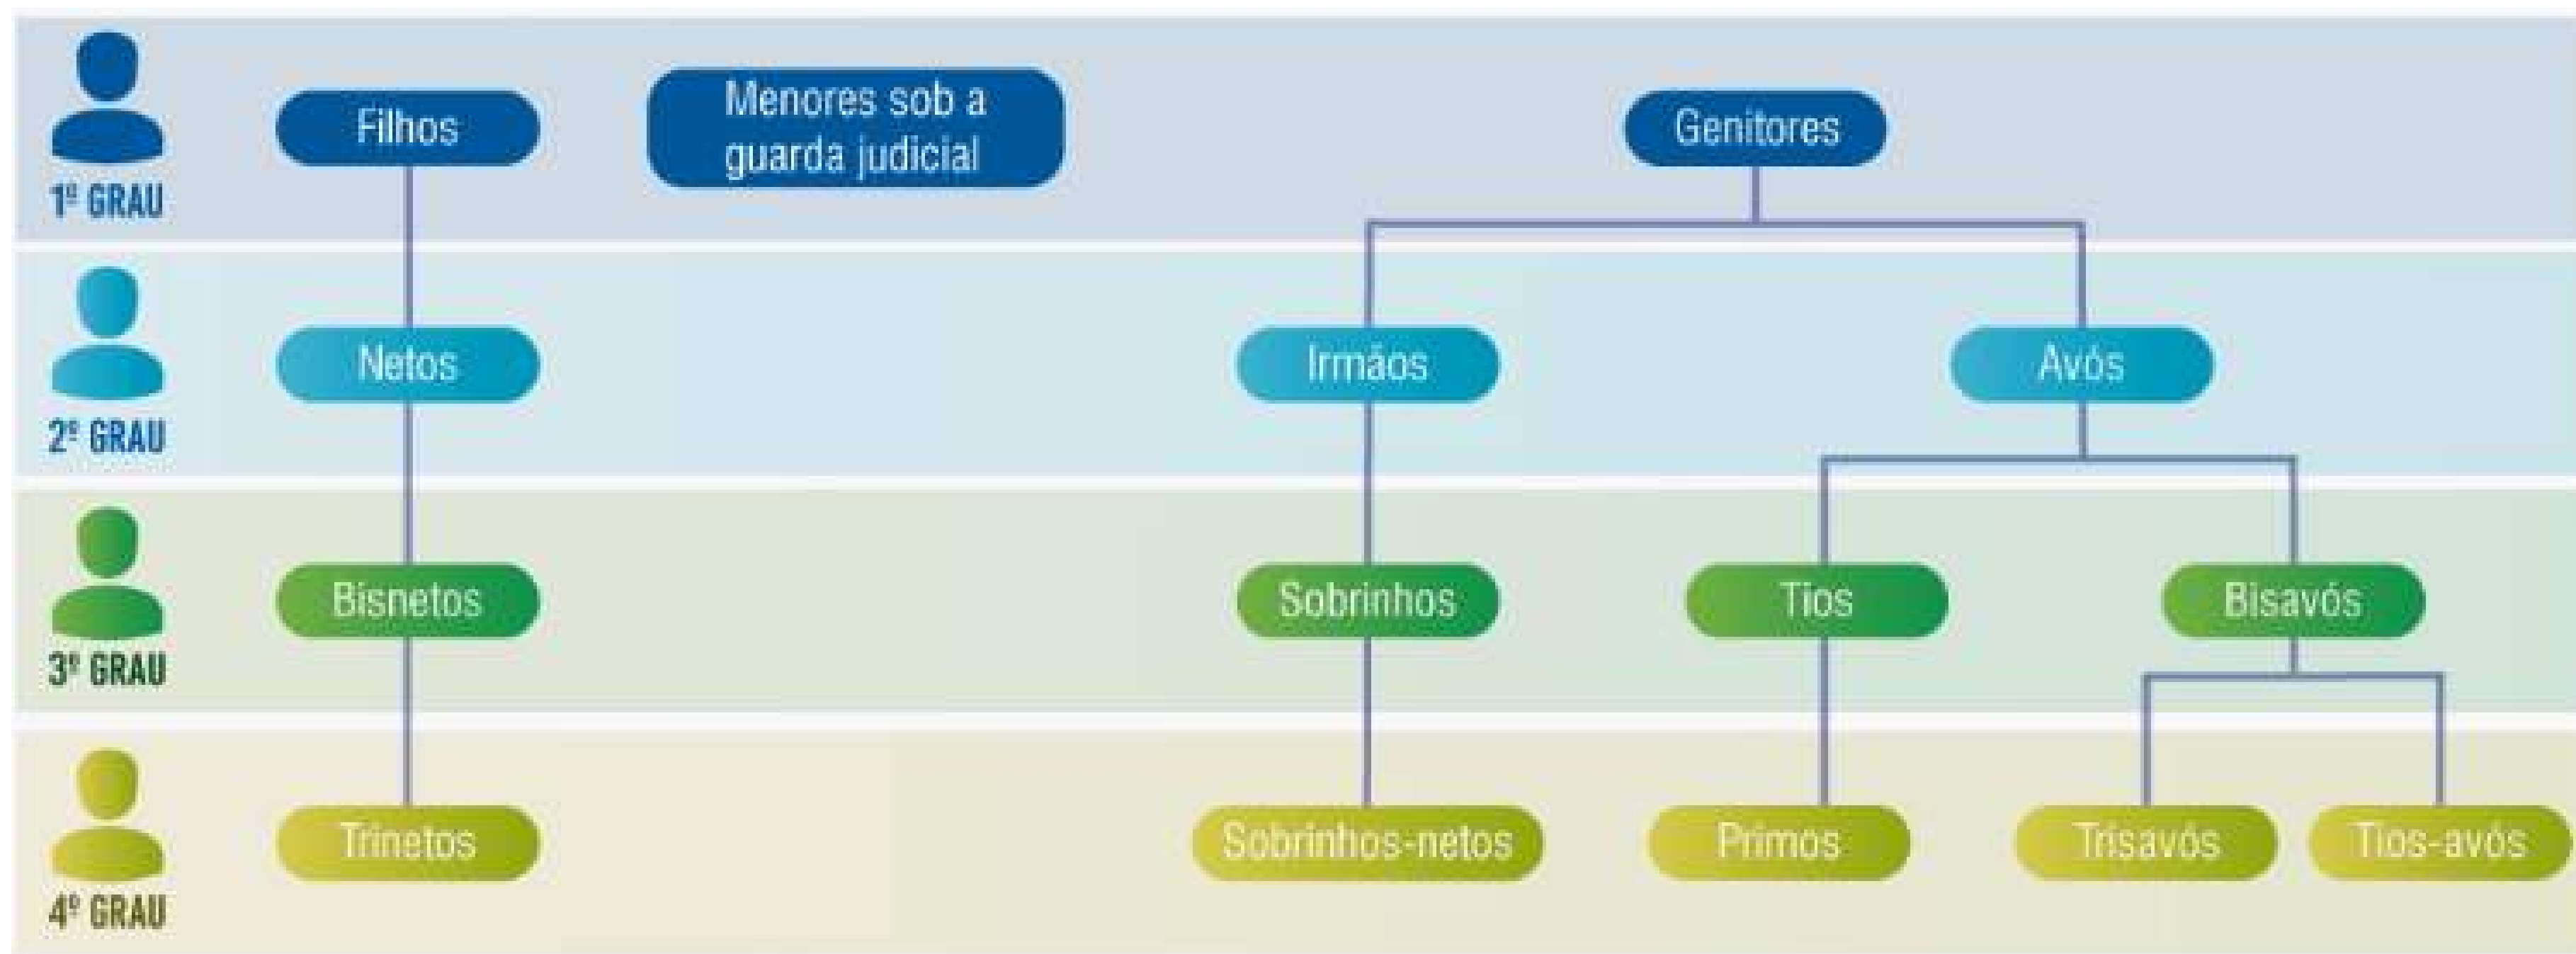 Filhos
Menores sob a
guarda judicial
Genitores
1º GRAU
Netos
Irmãos
Avós
2º GRAU
Bisnetos
Sobrinhos
Tios
Bisavós
3º GRAU
Trinetos
Sobrinhos-netos
Primos
Trisavós
Tios-avós
4º GRAU